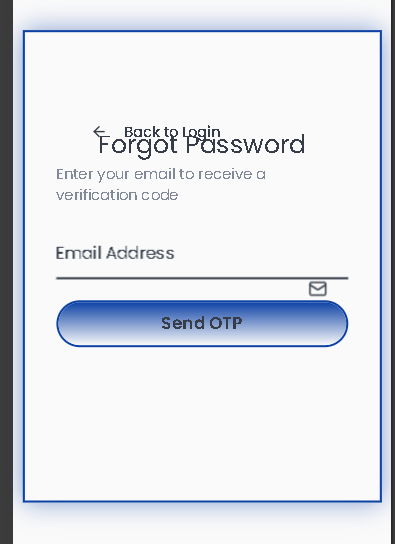 Back to Login
Forgot Password
Enter your email to receive a
verification code
Email Address
Send OTP